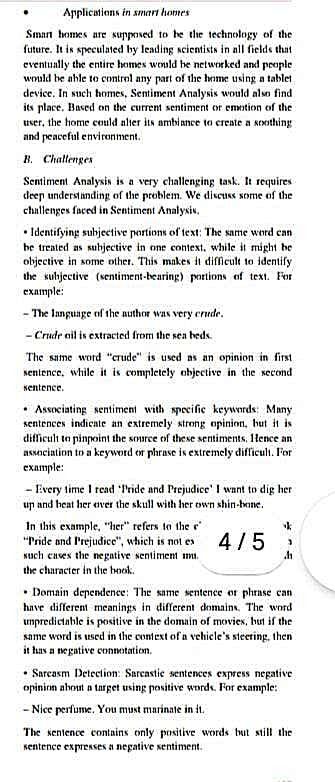 • Applications in smart homes
Smart homes are supposed to be the technology of the
future. It is speculated by leading scientists in all fields that
eventually the entire homes would be networked and people
would be able to control any part of the home using a tablet
device. In such homes, Sentiment Analysis would also find
its place. Based on the current sentiment or emotion of the
user, the home could alter its ambiance to create a soothing
and peaceful environment.
B. Challenges
Sentiment Analysis is a very challenging task. It requires
deep understanding of the problem. We discuss some of the
challenges faced in Sentiment Analysis.
• Identifying subjective portions of text: The same word can
be treated as subjective in one context, while it might be
objective in some other. This makes it difficult to identify
the subjective (sentiment-bearing) portions of text. For
example:
– The language of the author was very crude.
– Crude oil is extracted from the sea beds.
The same word "crude" is used as an opinion in first
sentence, while it is completely objective in the second
sentence.
• Associating sentiment with specific keywords: Many
sentences indicate an extremely strong opinion, but it is
difficult to pinpoint the source of these sentiments. Hence an
association to a keyword or phrase is extremely difficult. For
example:
– Every time I read 'Pride and Prejudice' I want to dig her
up and beat her over the skull with her own shin-bone.
In this example, "her" refers to the
"Pride and Prejudice", which is not
4 / 5
such cases the negative sentiment
the character in the book.
• Domain dependence: The same sentence or phrase can
have different meanings in different domains. The word
unpredictable is positive in the domain of movies, but if the
same word is used in the context of a vehicle's steering, then
it has a negative connotation.
• Sarcasm Detection: Sarcastic sentences express negative
opinion about a target using positive words. For example:
– Nice perfume. You must marinate in it.
The sentence contains only positive words but still the
sentence expresses a negative sentiment.